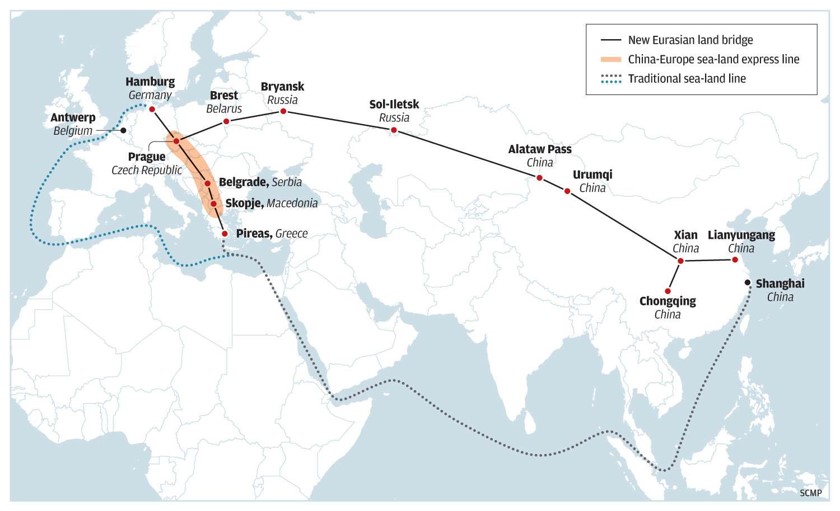 New Eurasian land bridge
China-Europe sea-land express line
Traditional sea-land line
Hamburg
Germany
Antwerp
Belgium
Prague
Czech Republic
Brest
Belarus
Bryansk
Russia
Sol-Iletsk
Russia
Belgrade, Serbia
Skopje, Macedonia
Pireas, Greece
Alataw Pass
China
Urumqi
China
Xian
China
Lianyungang
China
Chongqing
China
Shanghai
China
SCMP